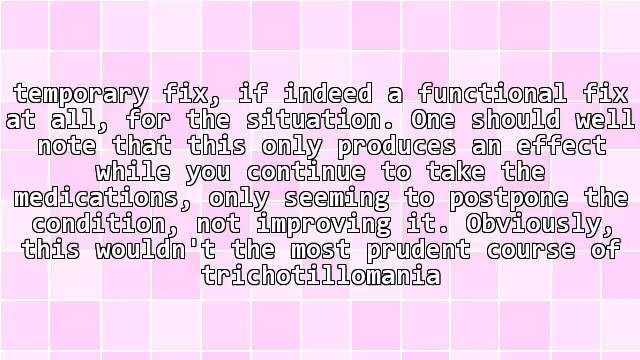 temporary fix, if indeed a functional fix
at all, for the situation. One should well
note that this only produces an effect
while you continue to take the
medications, only seeming to postpone the
condition, not improving it. Obviously,
this wouldn't the most prudent course of
trichotillomania